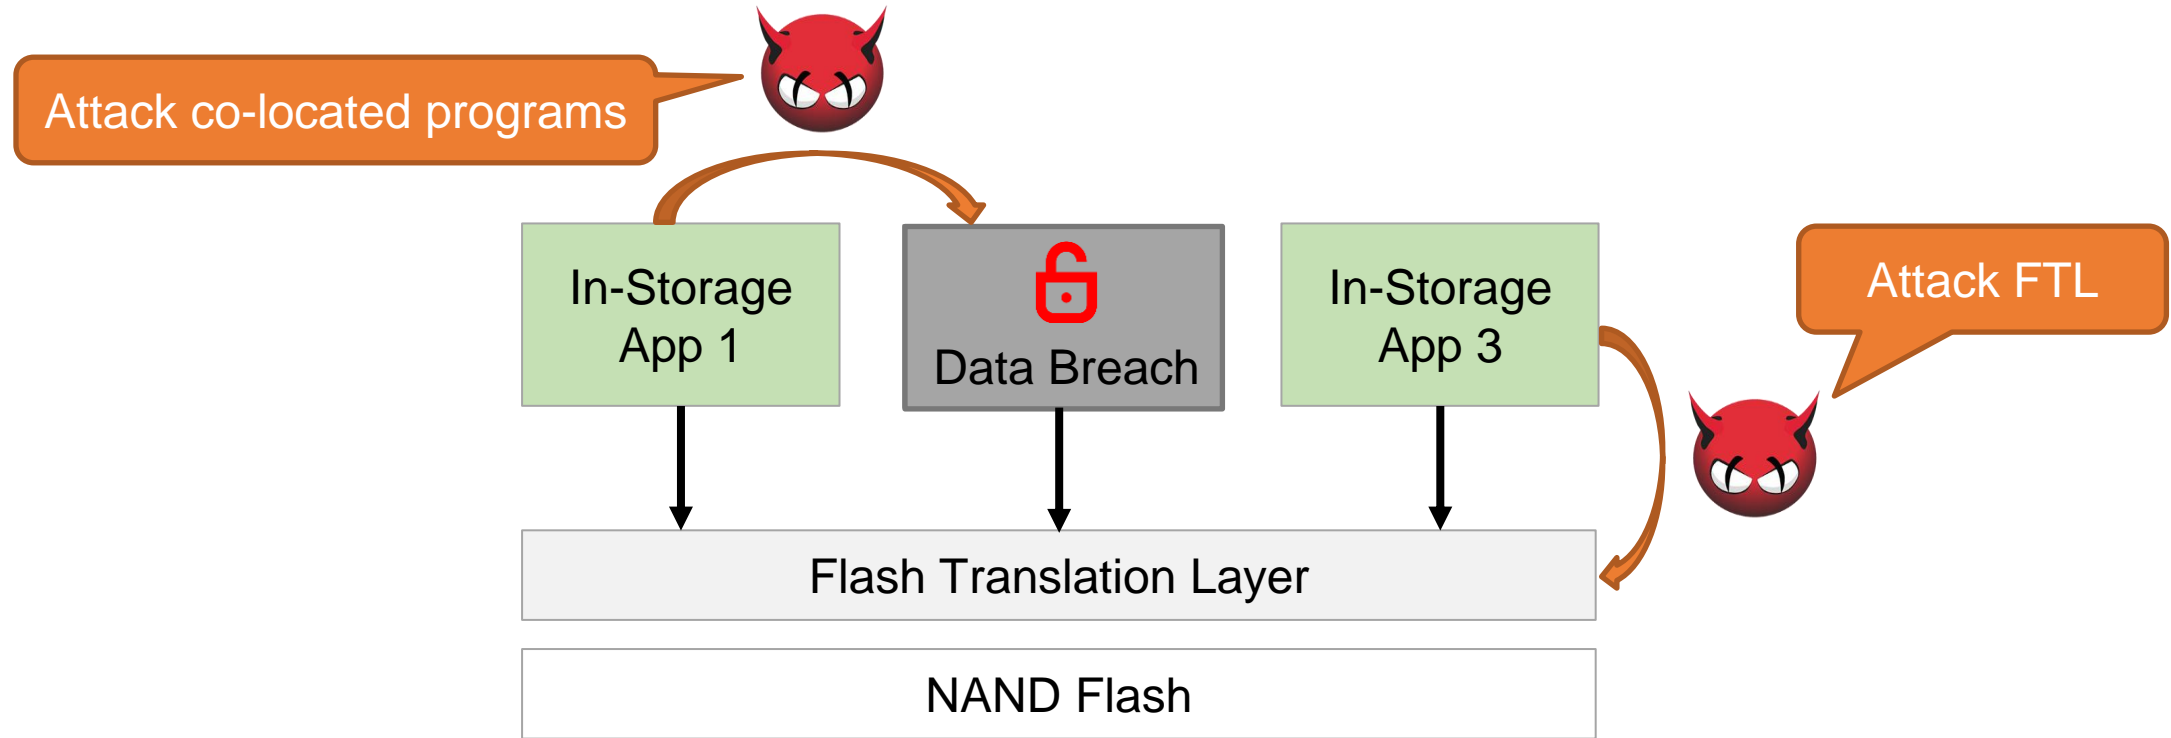 Attack co-located programs
In-Storage
App 1
Data Breach
In-Storage
App 3
Attack FTL
Flash Translation Layer
NAND Flash